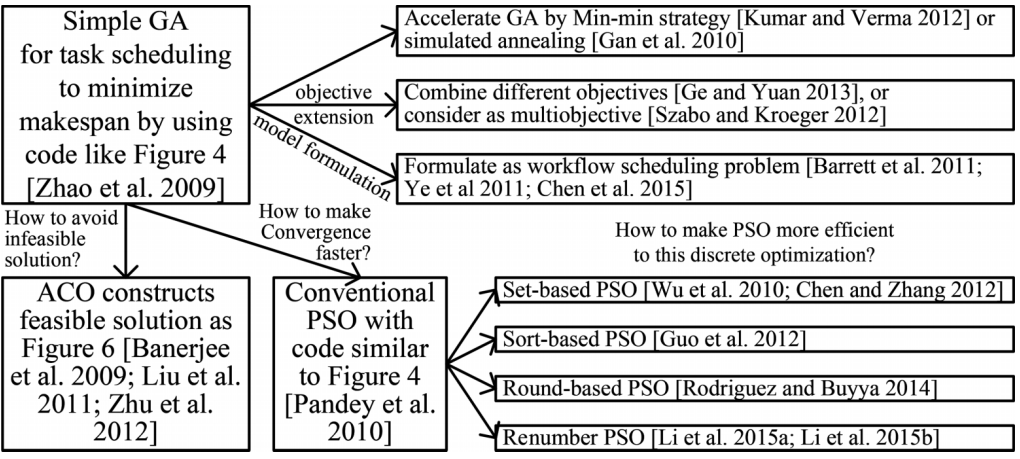 Simple GA
for task scheduling
to minimize
makespan by using
code like Figure 4
[Zhao et al. 2009]
Accelerate GA by Min-min strategy [Kumar and Verma 2012] or
simulated annealing [Gan et al. 2010]
objective
extension
Combine different objectives [Ge and Yuan 2013], or
consider as multiobjective [Szabo and Kroeger 2012]
model formulation
Formulate as workflow scheduling problem [Barrett et al. 2011;
Ye et al 2011; Chen et al. 2015]
How to avoid
infeasible
solution?
How to make
Convergence
faster?
How to make PSO more efficient
to this discrete optimization?
ACO constructs
feasible solution as
Figure 6 [Banerjee
et al. 2009; Liu et al.
2011; Zhu et al.
2012]
Conventional
PSO with
code similar
to Figure 4
[Pandey et al.
2010]
Set-based PSO [Wu et al. 2010; Chen and Zhang 2012]
Sort-based PSO [Guo et al. 2012]
Round-based PSO [Rodriguez and Buyya 2014]
Renumber PSO [Li et al. 2015a; Li et al. 2015b]